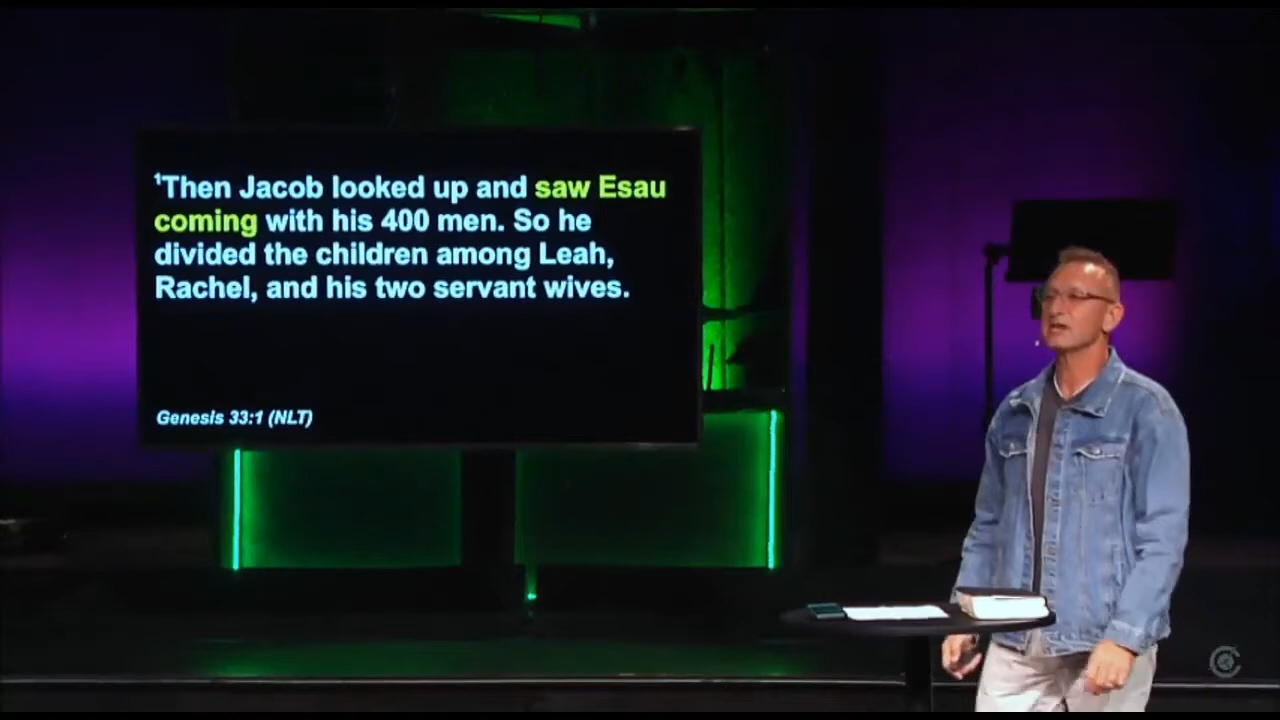 ¹Then Jacob looked up and saw Esau
coming with his 400 men. So he
divided the children among Leah,
Rachel, and his two servant wives.
Genesis 33:1 (NLT)